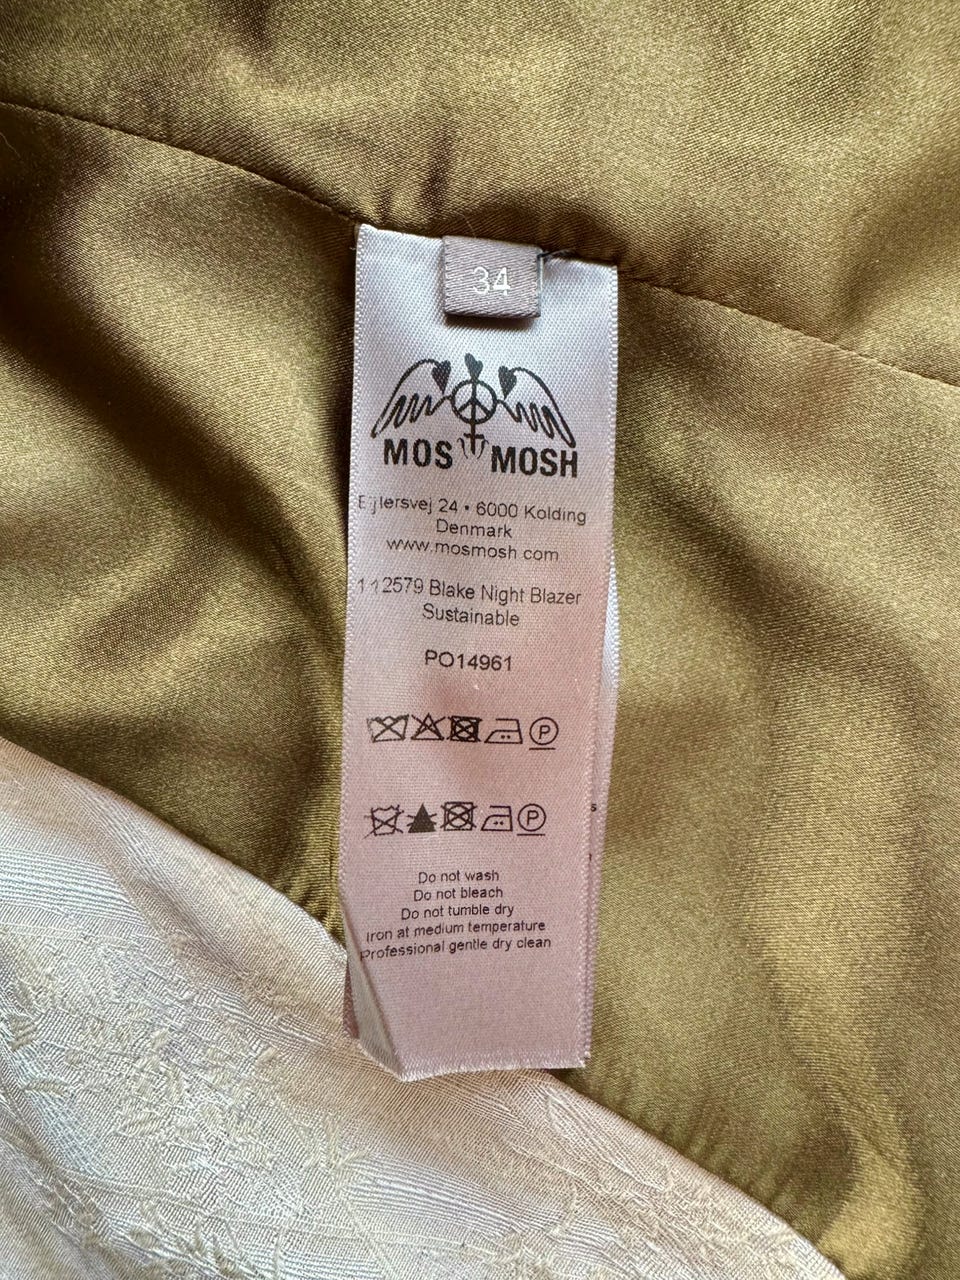 34
MOS MOSH
Ejlersvej 24 • 6000 Kolding
Denmark
www.mosmosh.com
112579 Blake Night Blazer
Sustainable
PO14961
P
P
Do not wash
Do not bleach
Do not tumble dry
Iron at medium temperature
Professional gentle dry clean